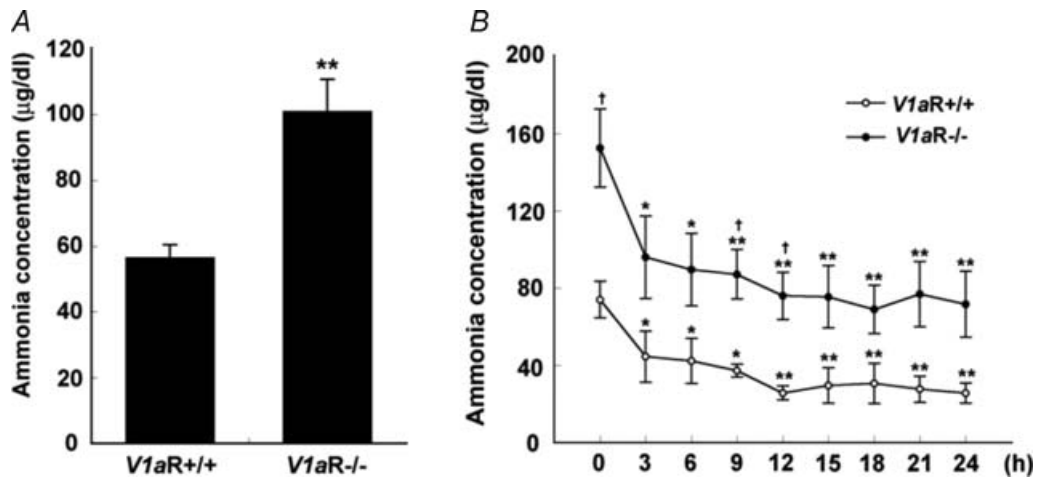 A
Ammonia concentration (µg/dl)
120
100
80
60
40
20
0
**
V1aR+/+
V1aR-/-
B
Ammonia concentration (µg/dl)
200
160
120
80
40
0
V1aR+/+
V1aR-/-
†
* * † ** † ** ** ** ** **
* * * ** ** ** ** **
0 3 6 9 12 15 18 21 24 (h)